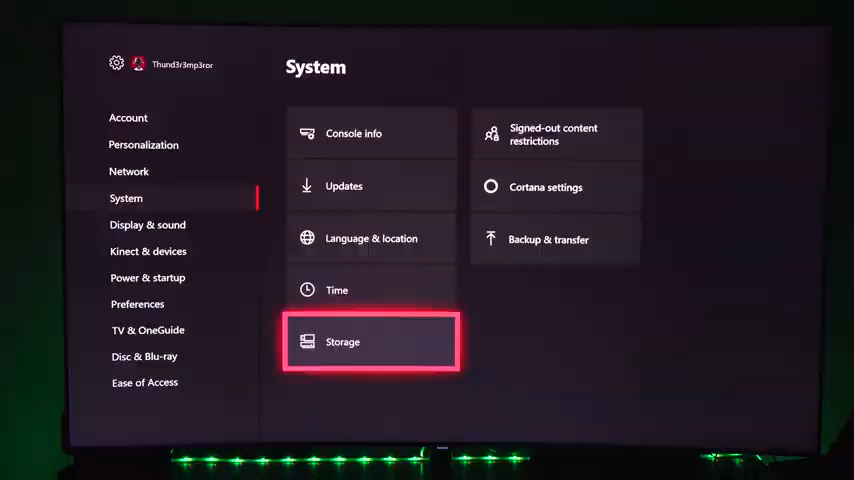 Thund3r3mp3ror
System
Account
Personalization
Network
System
Display & sound
Kinect & devices
Power & startup
Preferences
TV & OneGuide
Disc & Blu-ray
Ease of Access
Console info
Updates
Language & location
Time
Storage
Signed-out content
restrictions
Cortana settings
Backup & transfer